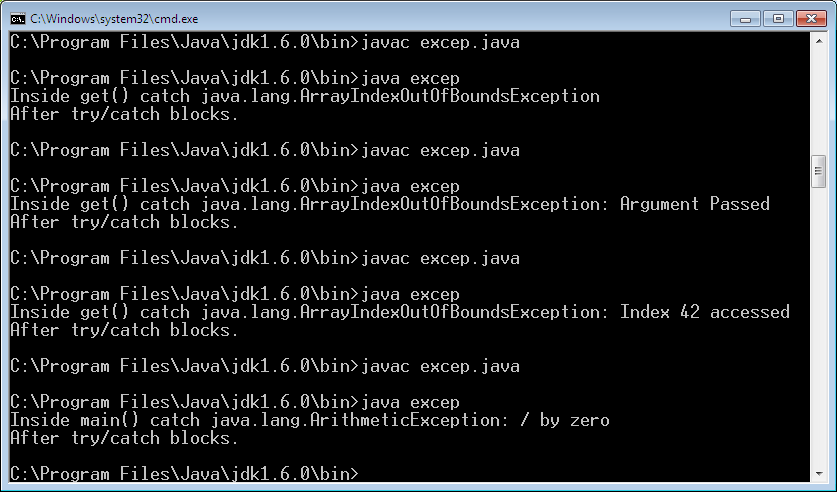 C:\Windows\system32\cmd.exe
C:\Program Files\Java\jdk1.6.0\bin>javac excep.java
C:\Program Files\Java\jdk1.6.0\bin>java excep
Inside get() catch java.lang.ArrayIndexOutOfBoundsException
After try/catch blocks.
C:\Program Files\Java\jdk1.6.0\bin>javac excep.java
C:\Program Files\Java\jdk1.6.0\bin>java excep
Inside get() catch java.lang.ArrayIndexOutOfBoundsException: Argument Passed
After try/catch blocks.
C:\Program Files\Java\jdk1.6.0\bin>javac excep.java
C:\Program Files\Java\jdk1.6.0\bin>java excep
Inside get() catch java.lang.ArrayIndexOutOfBoundsException: Index 42 accessed
After try/catch blocks.
C:\Program Files\Java\jdk1.6.0\bin>javac excep.java
C:\Program Files\Java\jdk1.6.0\bin>java excep
Inside main() catch java.lang.ArithmeticException: / by zero
After try/catch blocks.
C:\Program Files\Java\jdk1.6.0\bin>